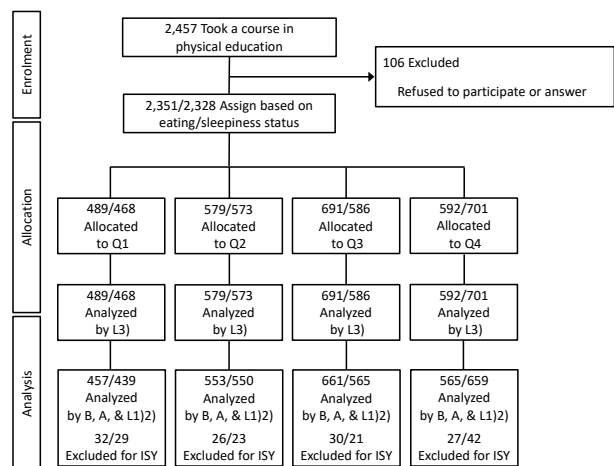 Enrolment
2,457 Took a course in
physical education
106 Excluded
Refused to participate or answer
2,351/2,328 Assign based on
eating/sleepiness status
Allocation
489/468
Allocated
to Q1
579/573
Allocated
to Q2
691/586
Allocated
to Q3
592/701
Allocated
to Q4
489/468
Analyzed
by L3)
579/573
Analyzed
by L3)
691/586
Analyzed
by L3)
592/701
Analyzed
by L3)
Analysis
457/439
Analyzed
by B, A, & L1)2)
32/29
Excluded for ISY
553/550
Analyzed
by B, A, & L1)2)
26/23
Excluded for ISY
661/565
Analyzed
by B, A, & L1)2)
30/21
Excluded for ISY
565/659
Analyzed
by B, A, & L1)2)
27/42
Excluded for ISY